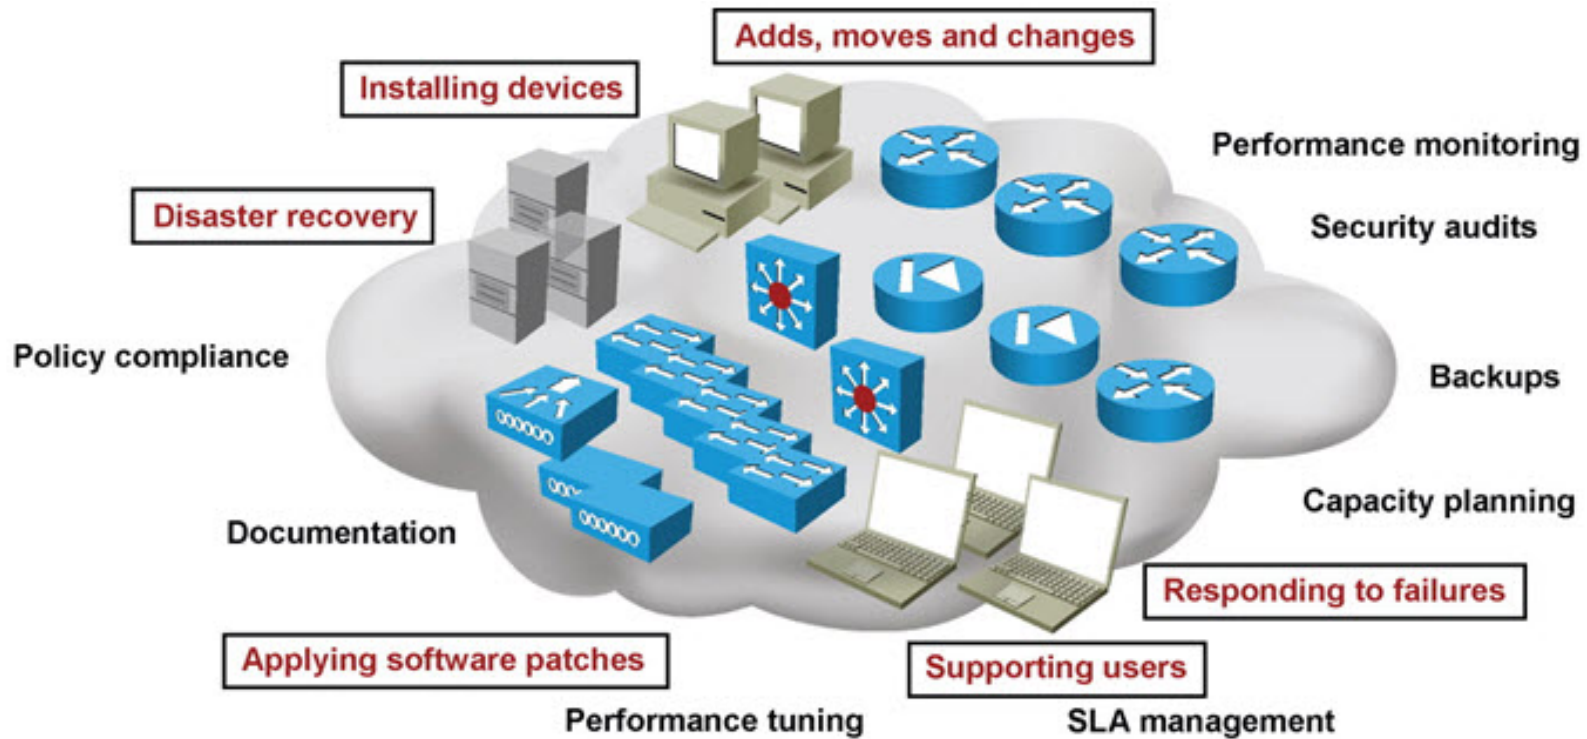 Adds, moves and changes
Installing devices
Performance monitoring
Disaster recovery
Security audits
Policy compliance
Backups
Capacity planning
Documentation
Responding to failures
Applying software patches
Supporting users
Performance tuning
SLA management